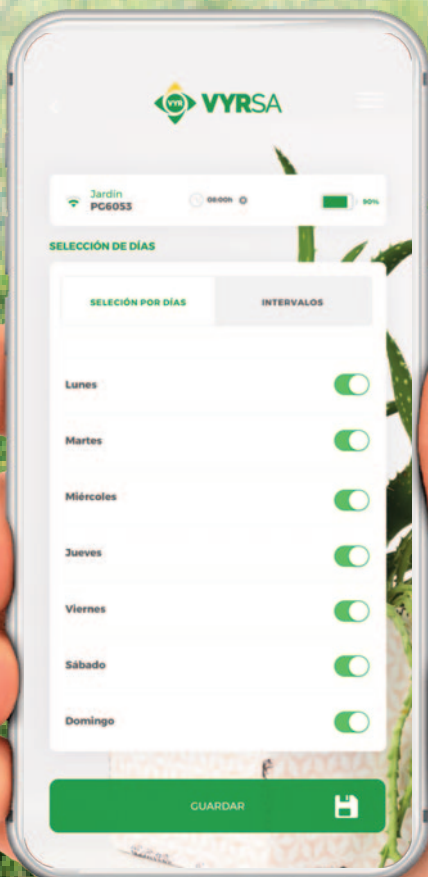 VYR VYRSA
Jardín
PG6053
06:00h
90%
SELECCIÓN DE DÍAS
SELECIÓN POR DÍAS INTERVALOS
Lunes
Martes
Miércoles
Jueves
Viernes
Sábado
Domingo
GUARDAR